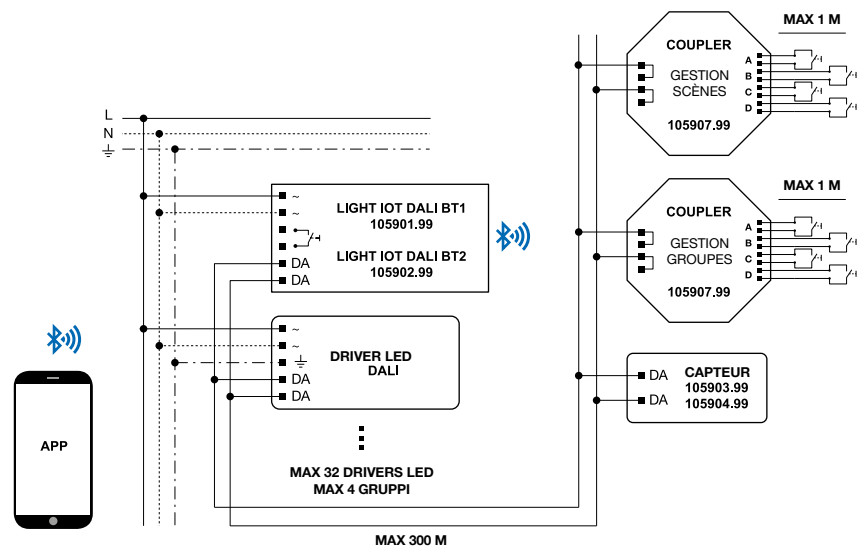 L
N
~
~
LIGHT IOT DALI BT1
105901.99
LIGHT IOT DALI BT2
105902.99
DA
DA
~
~
DRIVER LED
DALI
DA
DA
MAX 32 DRIVERS LED
MAX 4 GRUPPI
MAX 300 M
APP
MAX 1 M
COUPLER
GESTION
SCÈNES
105907.99
A
B
C
D
MAX 1 M
COUPLER
GESTION
GROUPES
105907.99
A
B
C
D
DA
DA
CAPTEUR
105903.99
105904.99